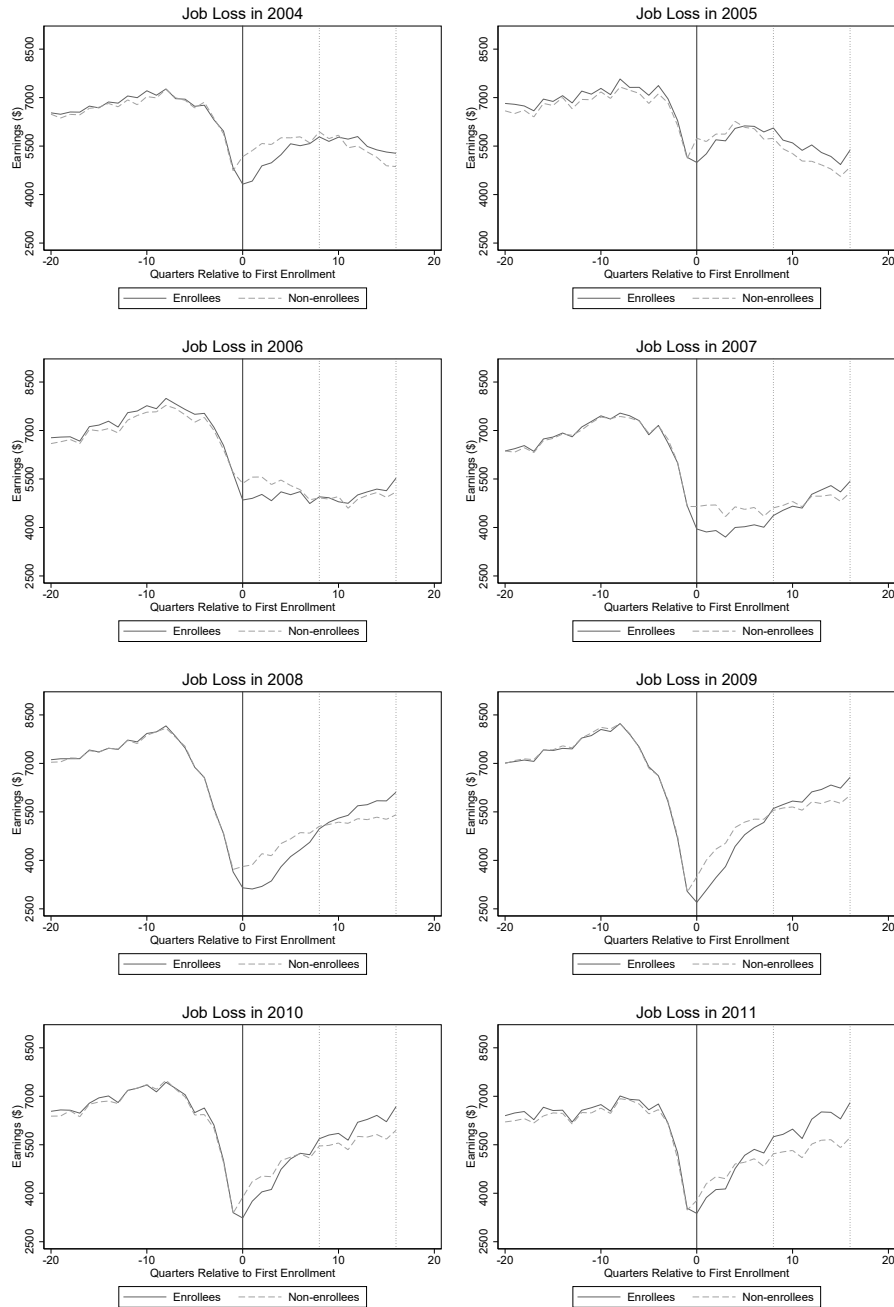 Job Loss in 2004
Earnings ($)
8500
7000
5500
4000
2500
-20 -10 0 10 20
Quarters Relative to First Enrollment
Enrollees Non-enrollees
Job Loss in 2005
Earnings ($)
8500
7000
5500
4000
2500
-20 -10 0 10 20
Quarters Relative to First Enrollment
Enrollees Non-enrollees
Job Loss in 2006
Earnings ($)
8500
7000
5500
4000
2500
-20 -10 0 10 20
Quarters Relative to First Enrollment
Enrollees Non-enrollees
Job Loss in 2007
Earnings ($)
8500
7000
5500
4000
2500
-20 -10 0 10 20
Quarters Relative to First Enrollment
Enrollees Non-enrollees
Job Loss in 2008
Earnings ($)
8500
7000
5500
4000
2500
-20 -10 0 10 20
Quarters Relative to First Enrollment
Enrollees Non-enrollees
Job Loss in 2009
Earnings ($)
8500
7000
5500
4000
2500
-20 -10 0 10 20
Quarters Relative to First Enrollment
Enrollees Non-enrollees
Job Loss in 2010
Earnings ($)
8500
7000
5500
4000
2500
-20 -10 0 10 20
Quarters Relative to First Enrollment
Enrollees Non-enrollees
Job Loss in 2011
Earnings ($)
8500
7000
5500
4000
2500
-20 -10 0 10 20
Quarters Relative to First Enrollment
Enrollees Non-enrollees